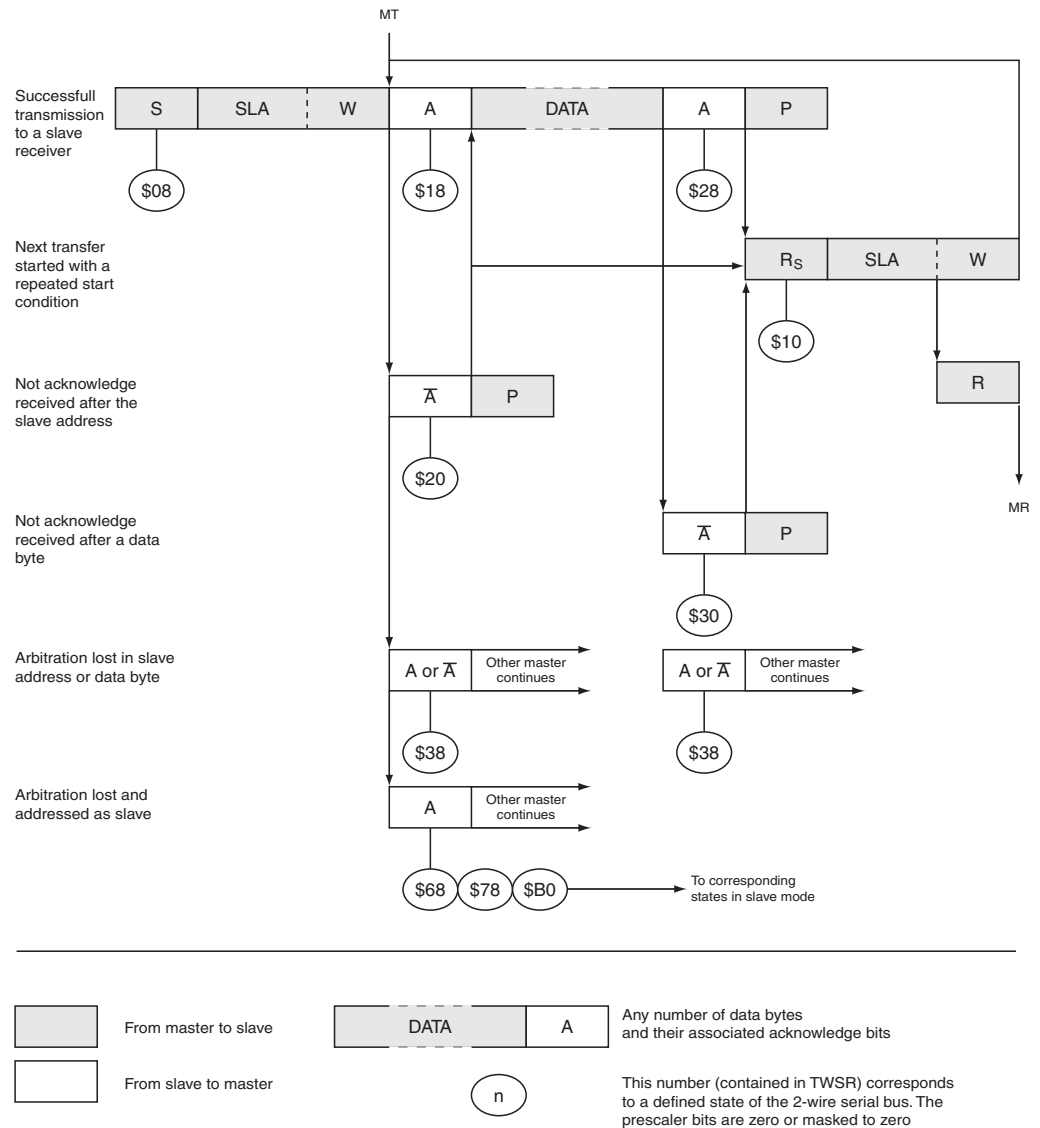 MT
Successfull
transmission
to a slave
receiver
S
SLA
W
A
DATA
A
P
$08
$18
$28
Next transfer
started with a
repeated start
condition
RS
SLA
W
$10
Not acknowledge
received after the
slave address
A̅
P
R
$20
MR
Not acknowledge
received after a data
byte
A̅
P
$30
Arbitration lost in slave
address or data byte
A or A̅
Other master
continues
A or A̅
Other master
continues
$38
$38
Arbitration lost and
addressed as slave
A
Other master
continues
$68
$78
$B0
To corresponding
states in slave mode
From master to slave
DATA
A
Any number of data bytes
and their associated acknowledge bits
From slave to master
n
This number (contained in TWSR) corresponds
to a defined state of the 2-wire serial bus. The
prescaler bits are zero or masked to zero